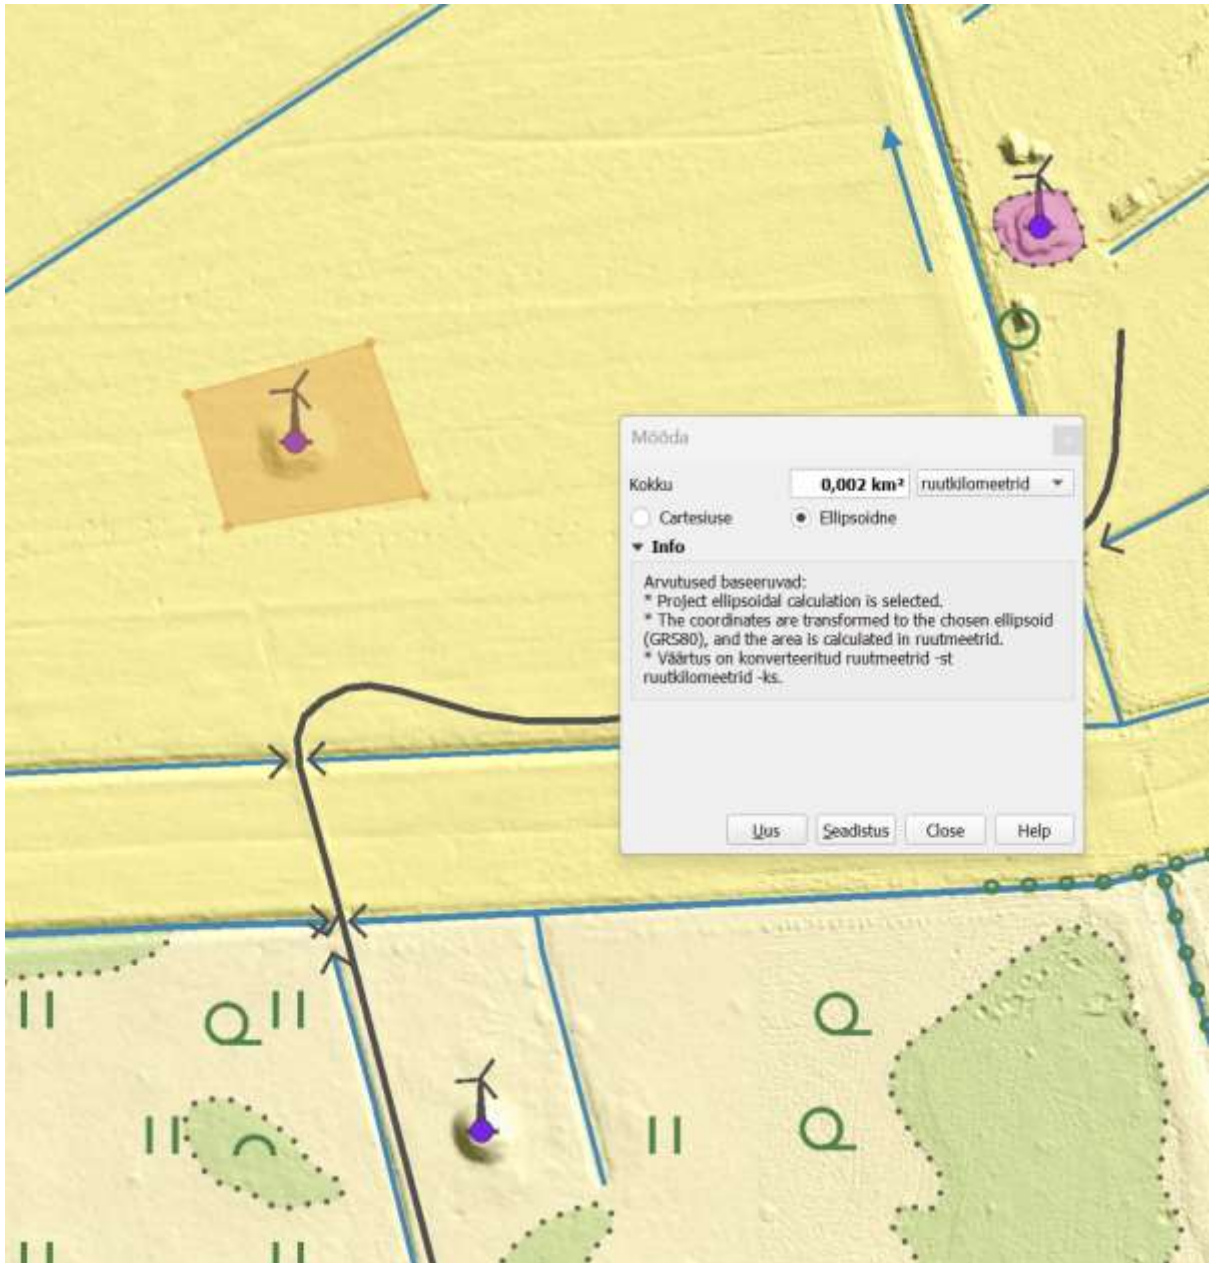 Mõõda
Kokku
0,002 km²
ruutkilomeetrid
Cartesiuse
Ellipsoidne
Info
Arvutused baseeruvad:
* Project ellipsoidal calculation is selected.
* The coordinates are transformed to the chosen ellipsoid
(GRS80), and the area is calculated in ruutmeetrid.
* Väärtus on konverteeritud ruutmeetrid -st
ruutkilomeetrid -ks.
Uus
Seadistus
Close
Help